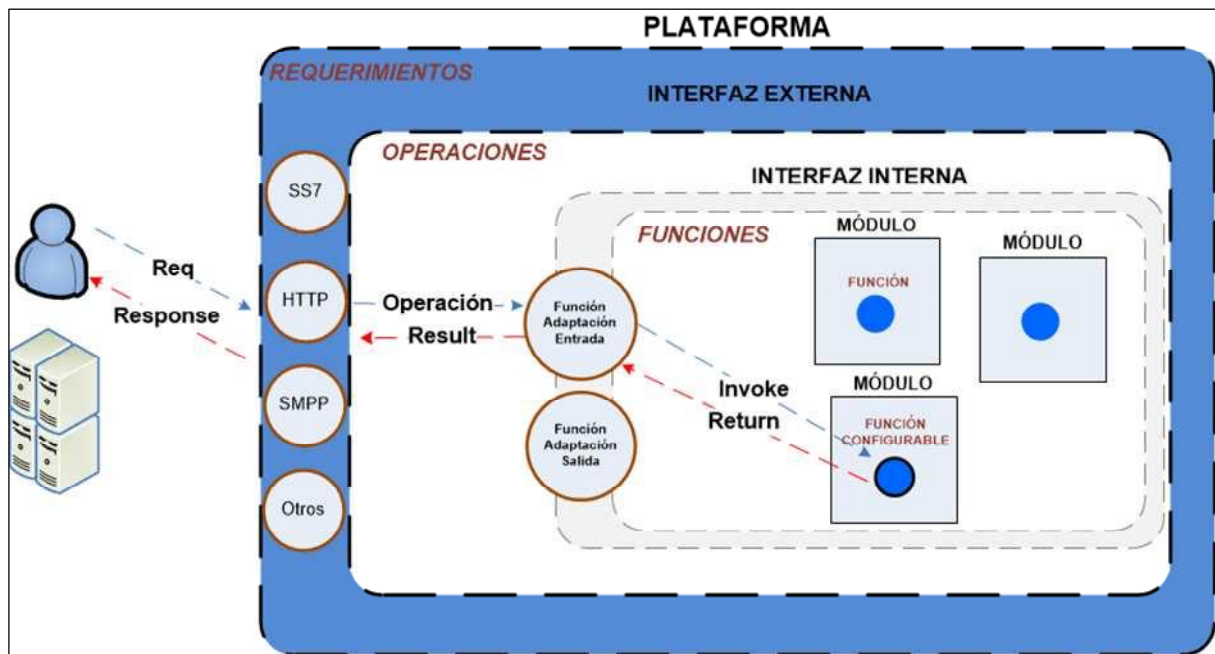 PLATAFORMA
REQUERIMIENTOS
INTERFAZ EXTERNA
OPERACIONES
INTERFAZ INTERNA
SS7
HTTP
SMPP
Otros
Req
Response
Operación
Result
Función
Adaptación
Entrada
Función
Adaptación
Salida
FUNCIONES
MÓDULO
FUNCIÓN
MÓDULO
Invoke
Return
MÓDULO
FUNCIÓN
CONFIGURABLE